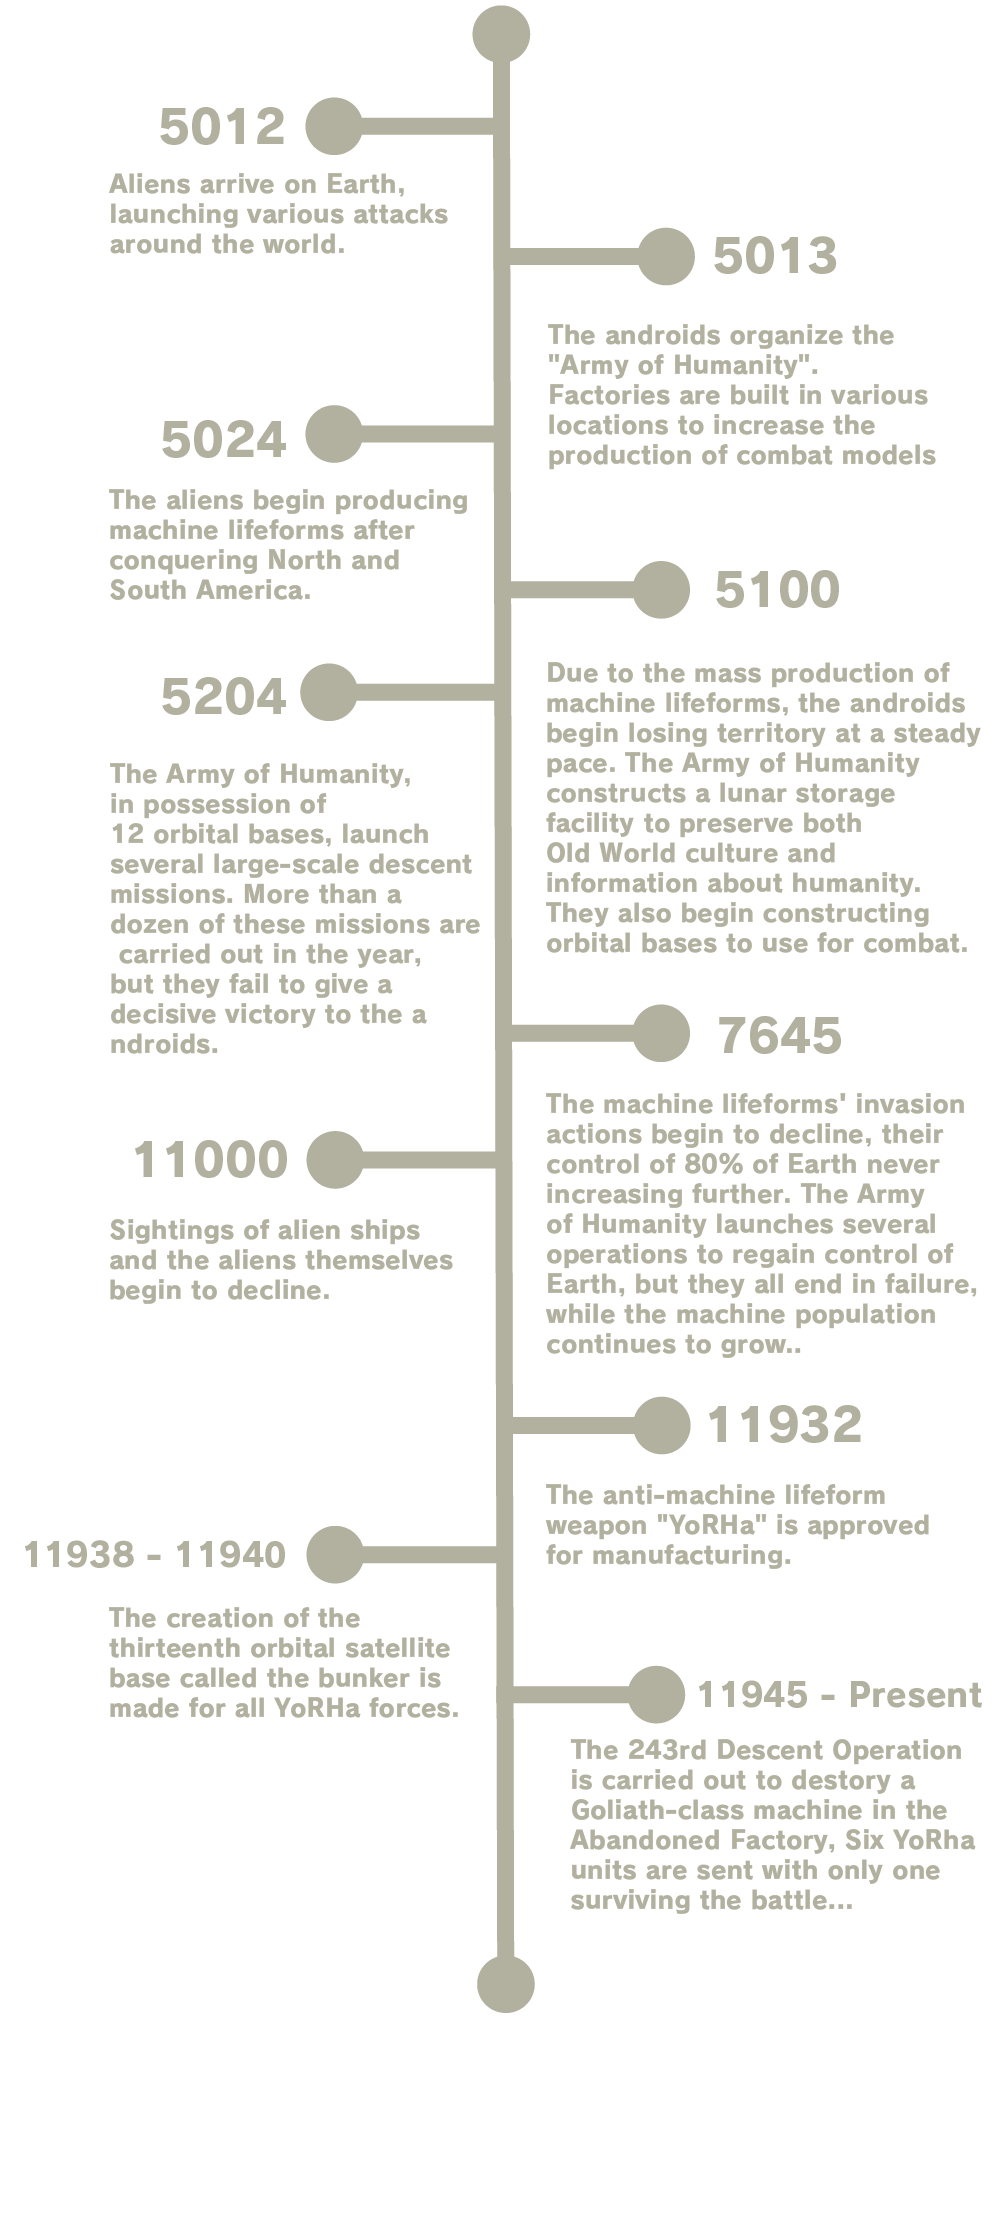 5012
Aliens arrive on Earth,
launching various attacks
around the world.
5013
The androids organize the
"Army of Humanity".
Factories are built in various
locations to increase the
production of combat models
5024
The aliens begin producing
machine lifeforms after
conquering North and
South America.
5100
Due to the mass production of
machine lifeforms, the androids
begin losing territory at a steady
pace. The Army of Humanity
constructs a lunar storage
facility to preserve both
Old World culture and
information about humanity.
They also begin constructing
orbital bases to use for combat.
5204
The Army of Humanity,
in possession of
12 orbital bases, launch
several large-scale descent
missions. More than a
dozen of these missions are
carried out in the year,
but they fail to give a
decisive victory to the a
ndroids.
7645
The machine lifeforms' invasion
actions begin to decline, their
control of 80% of Earth never
increasing further. The Army
of Humanity launches several
operations to regain control of
Earth, but they all end in failure,
while the machine population
continues to grow..
11000
Sightings of alien ships
and the aliens themselves
begin to decline.
11932
The anti-machine lifeform
weapon "YoRHa" is approved
for manufacturing.
11938 - 11940
The creation of the
thirteenth orbital satellite
base called the bunker is
made for all YoRHa forces.
11945 - Present
The 243rd Descent Operation
is carried out to destory a
Goliath-class machine in the
Abandoned Factory, Six YoRha
units are sent with only one
surviving the battle...